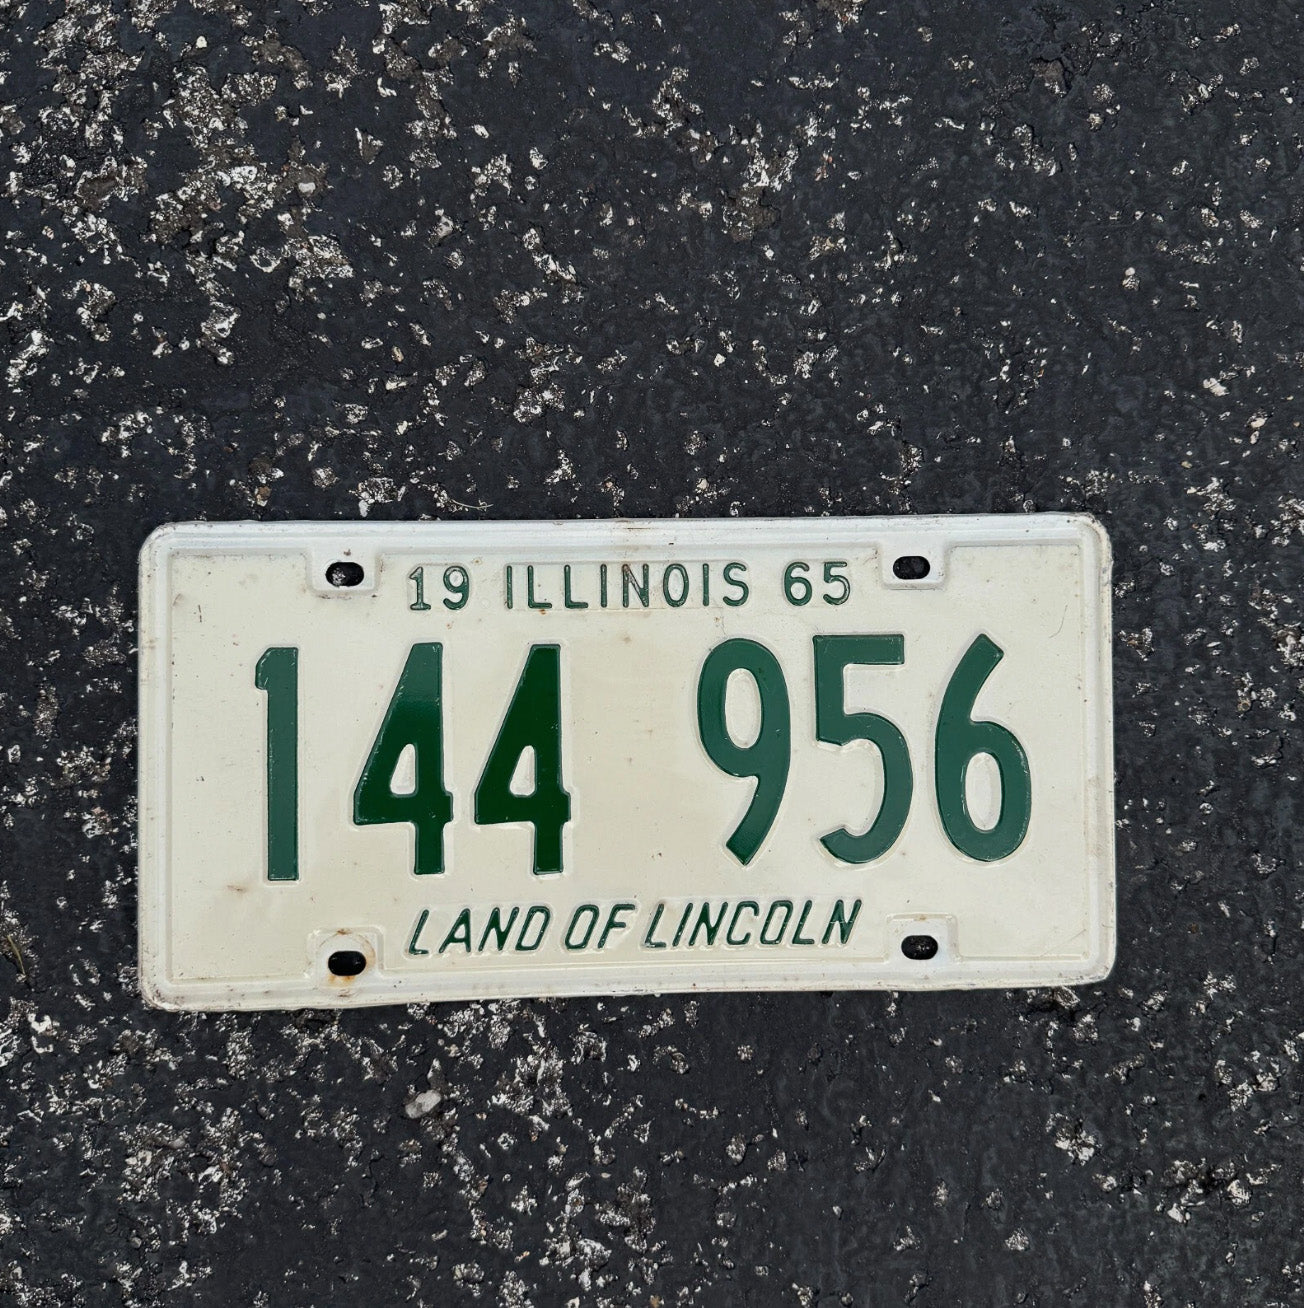 19 ILLINOIS 65
144 956
LAND OF LINCOLN